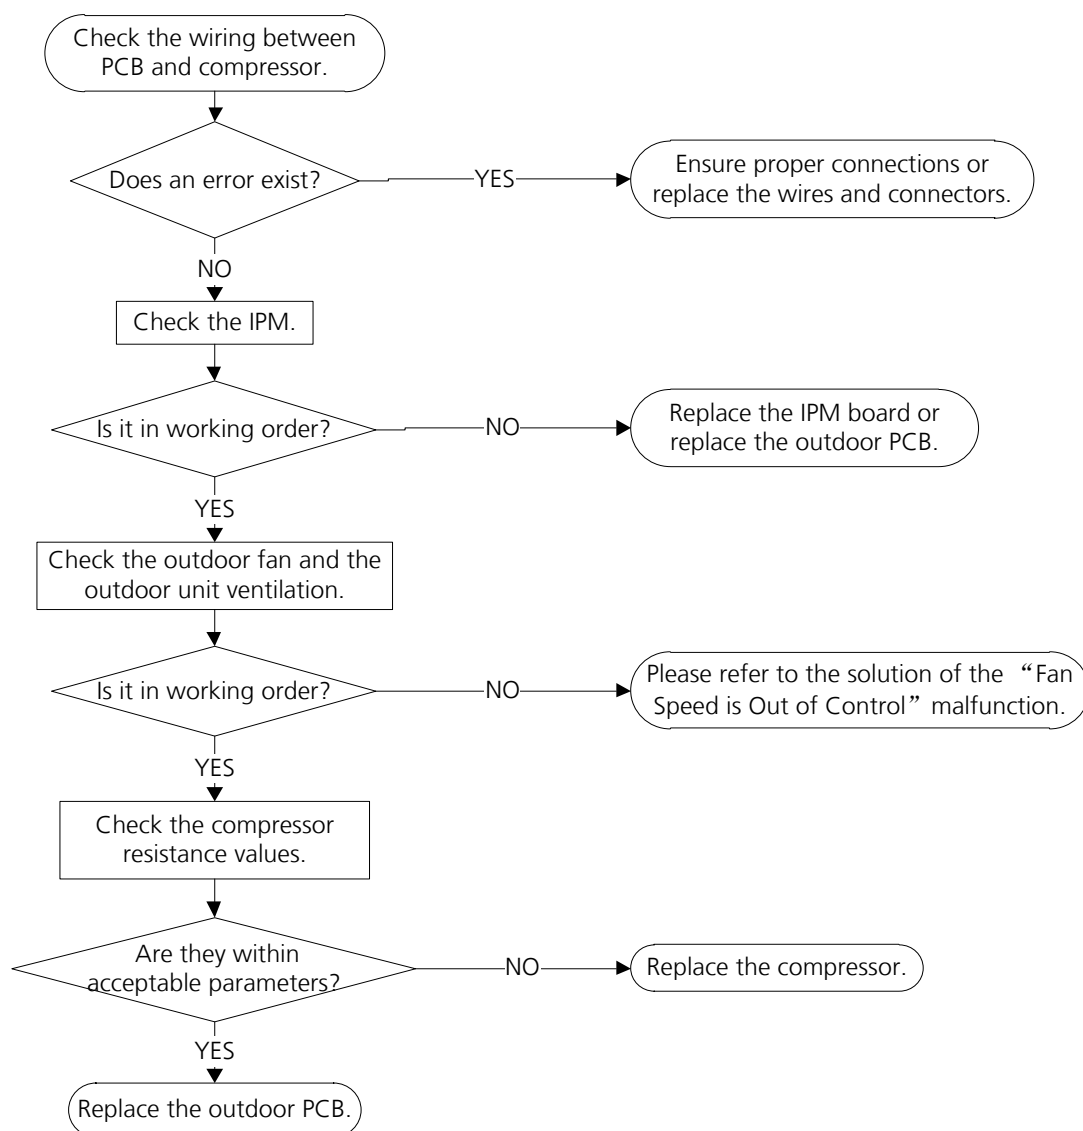 Check the wiring between
PCB and compressor.
Does an error exist?
YES
Ensure proper connections or
replace the wires and connectors.
NO
Check the IPM.
Is it in working order?
NO
Replace the IPM board or
replace the outdoor PCB.
YES
Check the outdoor fan and the
outdoor unit ventilation.
Is it in working order?
NO
Please refer to the solution of the “Fan
Speed is Out of Control” malfunction.
YES
Check the compressor
resistance values.
Are they within
acceptable parameters?
NO
Replace the compressor.
YES
Replace the outdoor PCB.